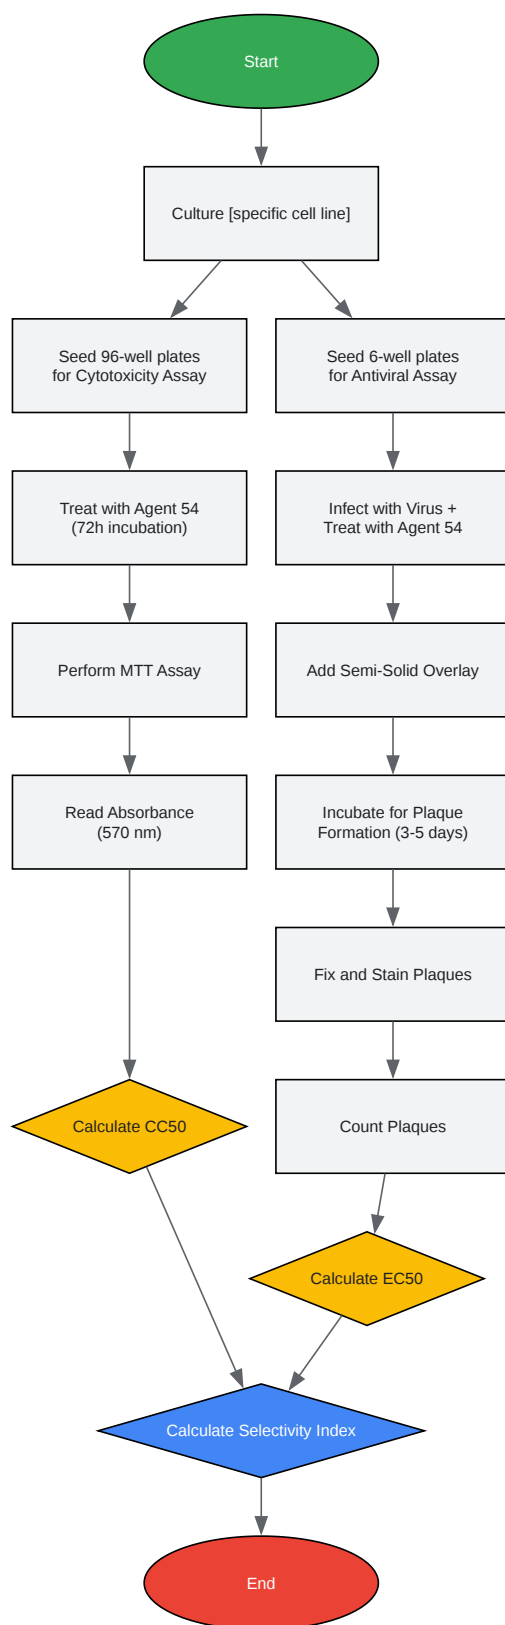 Start
Culture [specific cell line]
Seed 96-well plates
for Cytotoxicity Assay
Seed 6-well plates
for Antiviral Assay
Treat with Agent 54
(72h incubation)
Infect with Virus +
Treat with Agent 54
Perform MTT Assay
Add Semi-Solid Overlay
Read Absorbance
(570 nm)
Incubate for Plaque
Formation (3-5 days)
Fix and Stain Plaques
Calculate CC50
Count Plaques
Calculate EC50
Calculate Selectivity Index
End